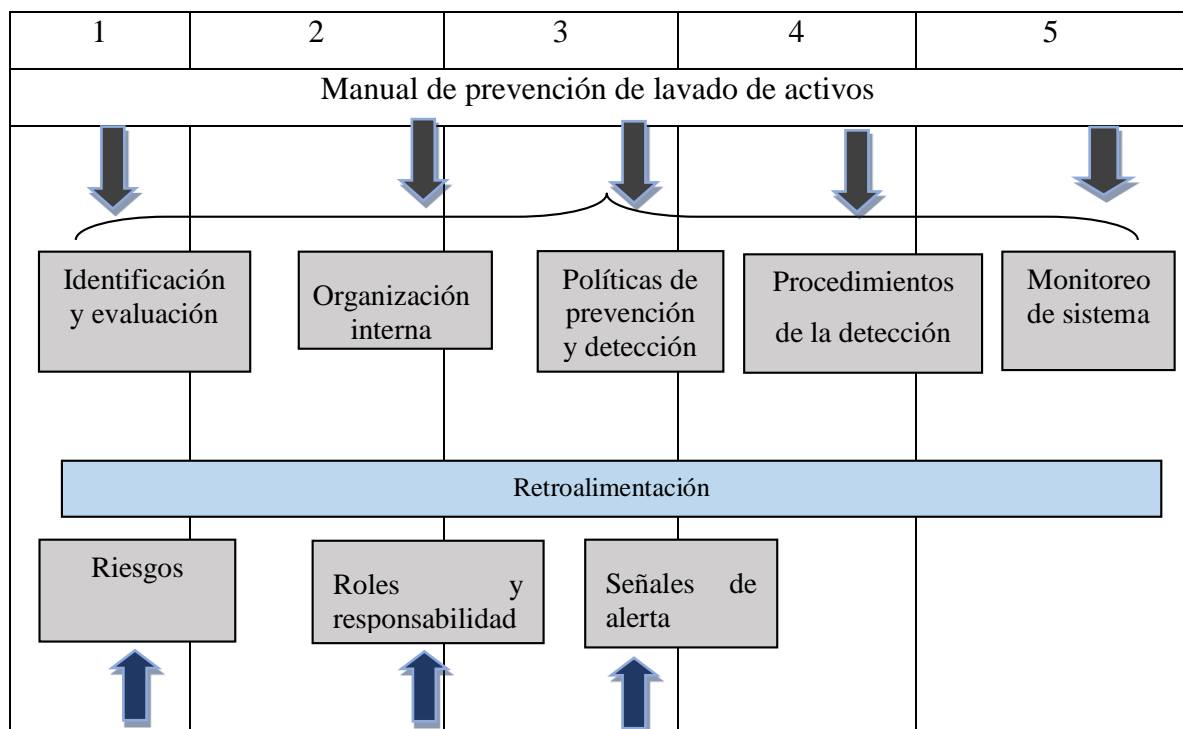 1
2
3
4
5
Manual de prevención de lavado de activos
Identificación
y evaluación
Organización
interna
Políticas de
prevención
y detección
Procedimientos
de la detección
Monitoreo
de sistema
Retroalimentación
Riesgos
Roles y
responsabilidad
Señales de
alerta